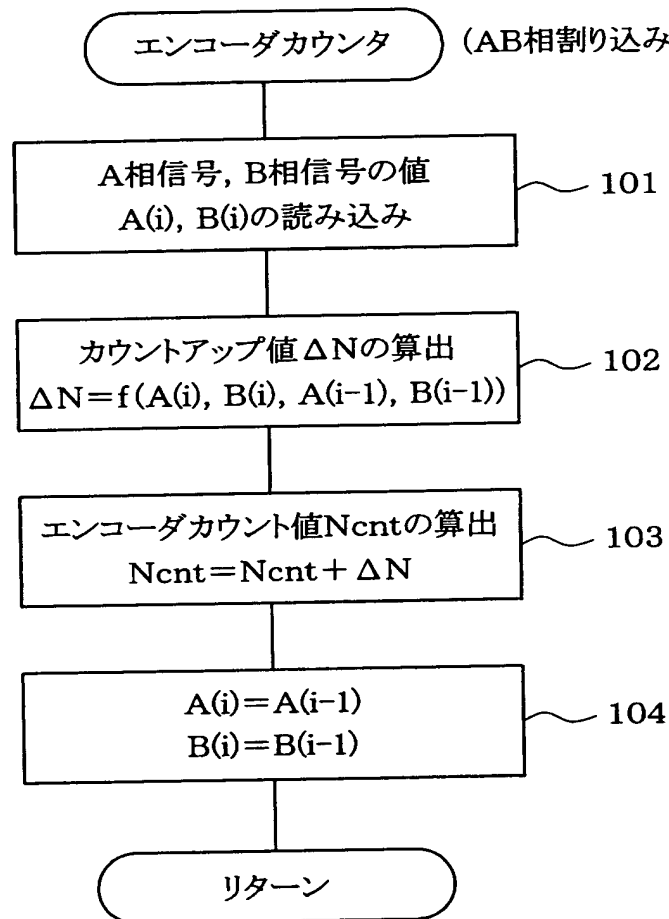 エンコーダカウンタ
(AB相割り込み
A相信号, B相信号の値
A(i), B(i)の読み込み
101
カウントアップ値ΔNの算出
ΔN=f(A(i), B(i), A(i-1), B(i-1))
102
エンコーダカウント値Ncntの算出
Ncnt=Ncnt+ΔN
103
A(i)=A(i-1)
B(i)=B(i-1)
104
リターン